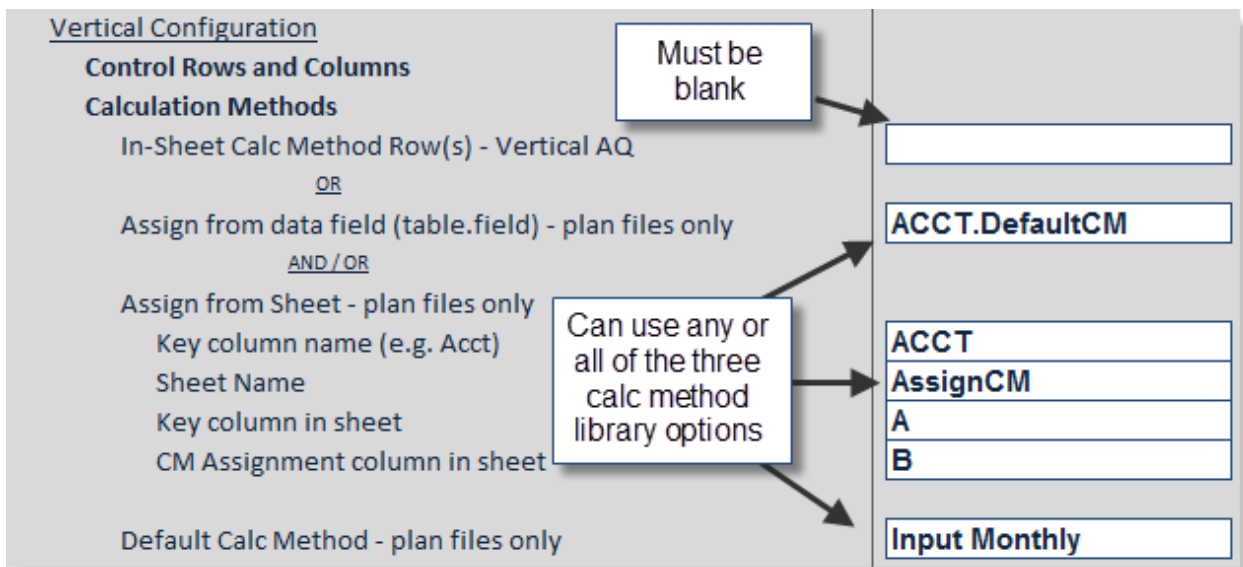 Vertical Configuration
Control Rows and Columns
Calculation Methods
Must be
blank
In-Sheet Calc Method Row(s) - Vertical AQ
OR
Assign from data field (table.field) - plan files only
ACCT.DefaultCM
AND / OR
Assign from Sheet - plan files only
Can use any or
all of the three
calc method
library options
Key column name (e.g. Acct)
ACCT
Sheet Name
AssignCM
Key column in sheet
A
CM Assignment column in sheet
B
Default Calc Method - plan files only
Input Monthly